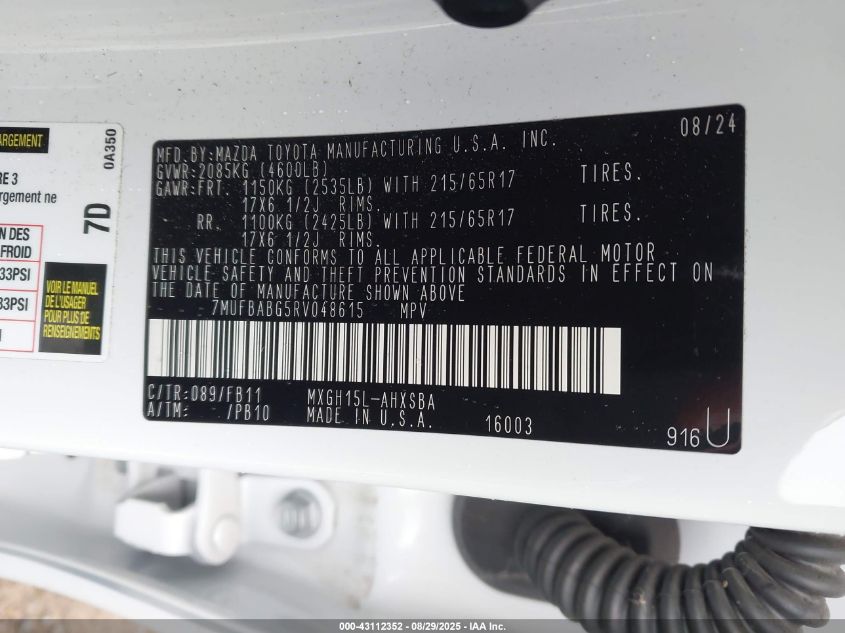 ARGEMENT
RE 3
argement ne
ON DES
FROID
33PSI
33PSI
7D
0A350
VOIR LE MANUEL
DE L'USAGER
POUR PLUS DE
RENSEIGNEMENTS
08/24
MFD.BY:MAZDA TOYOTA MANUFACTURING U.S.A. INC.
GVWR:2085KG (4600LB)
GAWR:FRT. 1150KG (2535LB) WITH 215/65R17 TIRES.
17X6 1/2J RIMS.
RR. 1100KG (2425LB) WITH 215/65R17 TIRES.
17X6 1/2J RIMS.
THIS VEHICLE CONFORMS TO ALL APPLICABLE FEDERAL MOTOR
VEHICLE SAFETY AND THEFT PREVENTION STANDARDS IN EFFECT ON
THE DATE OF MANUFACTURE SHOWN ABOVE
7MUFBABG5RV048615 MPV
C/TR:089/FB11 MXGH15L-AHXSBA
A/TM: /PB10 MADE IN U.S.A. 16003
916 U
000-43112352 - 08/29/2025 - IAA Inc.